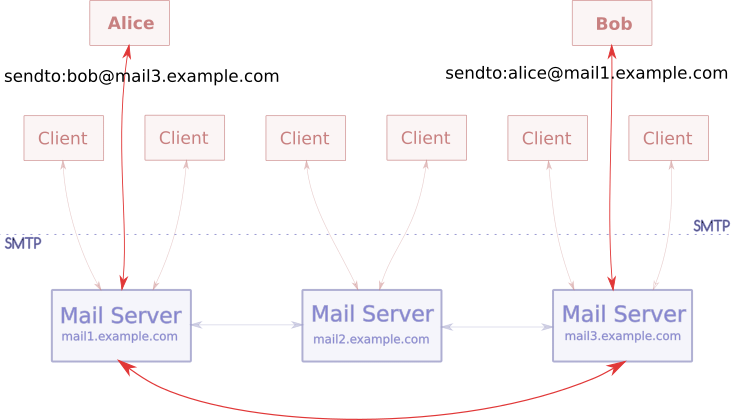 Alice
Bob
sendto:bob@mail3.example.com
sendto:alice@mail1.example.com
Client
Client
Client
Client
Client
Client
SMTP
SMTP
Mail Server
mail1.example.com
Mail Server
mail2.example.com
Mail Server
mail3.example.com